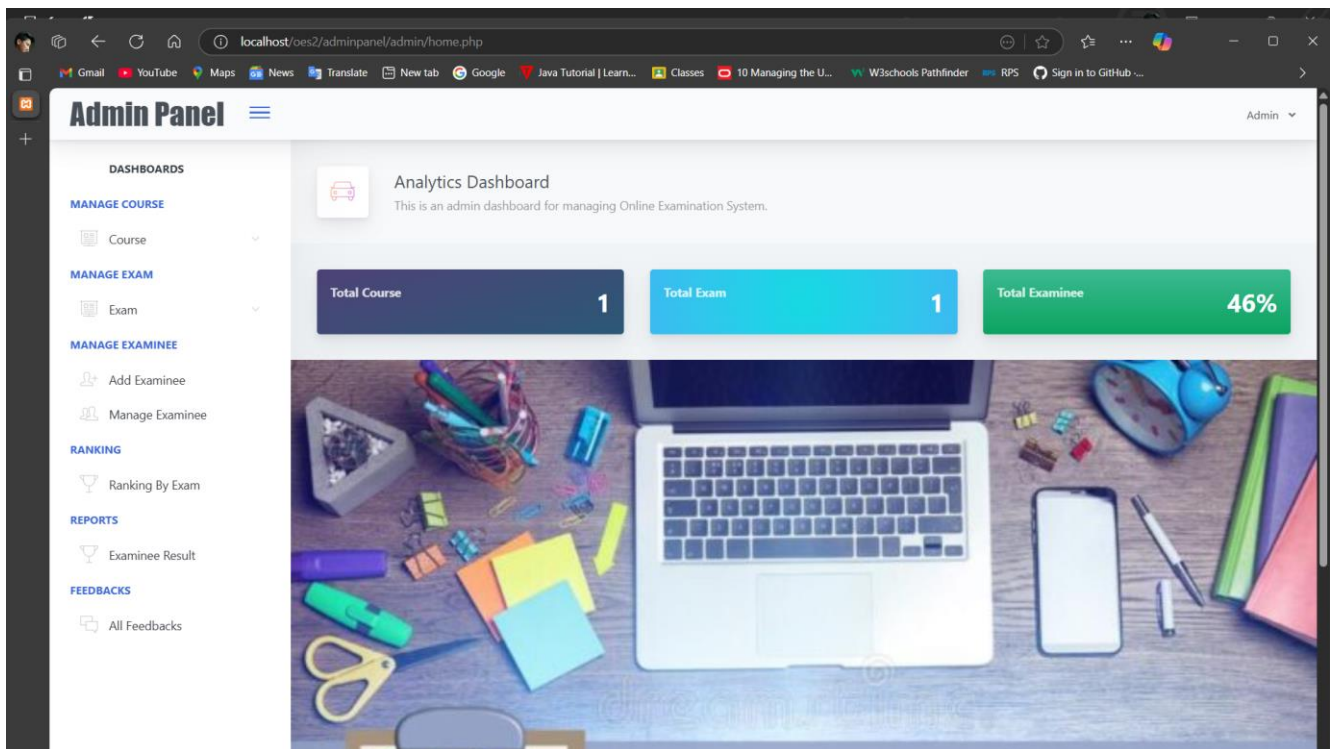 localhost/oes2/adminpanel/admin/home.php
Gmail YouTube Maps News Translate New tab Google Java Tutorial | Learn... Classes 10 Managing the U... W3schools Pathfinder RPS Sign in to GitHub ·...
Admin Panel
Admin
DASHBOARDS
MANAGE COURSE
Course
MANAGE EXAM
Exam
MANAGE EXAMINEE
Add Examinee
Manage Examinee
RANKING
Ranking By Exam
REPORTS
Examinee Result
FEEDBACKS
All Feedbacks
Analytics Dashboard
This is an admin dashboard for managing Online Examination System.
Total Course
1
Total Exam
1
Total Examinee
46%
dreamstime